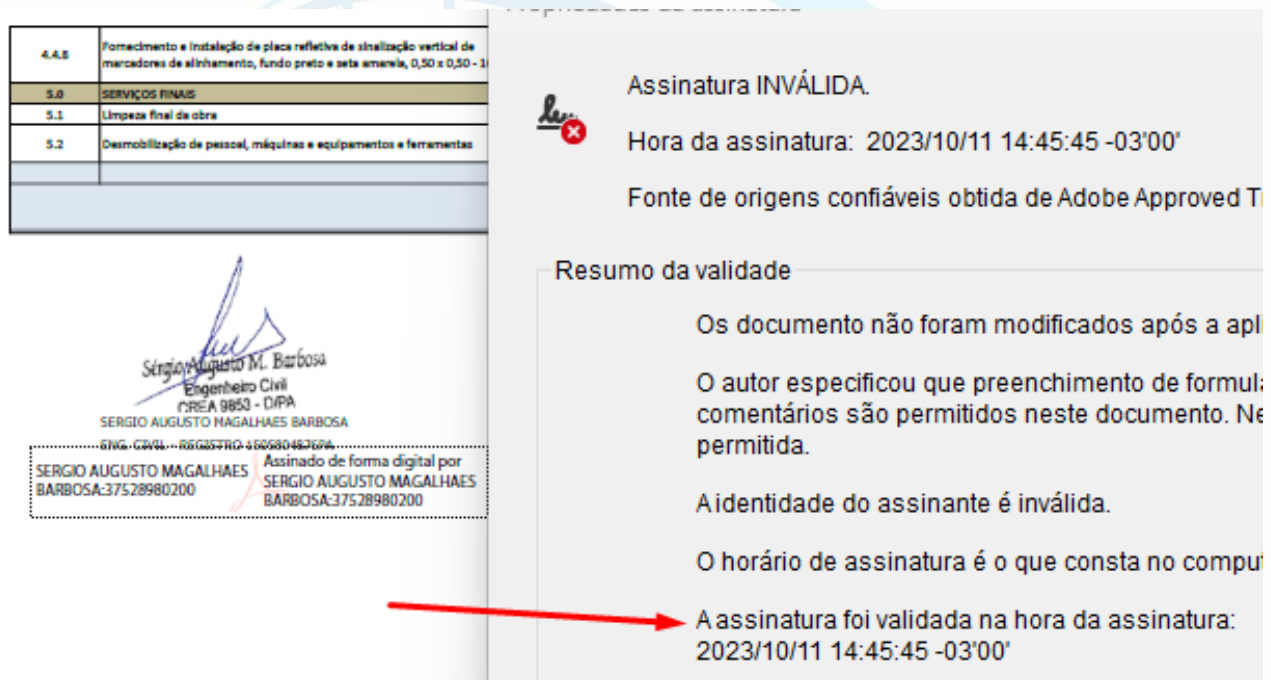 4.4.8
Fornecimento e instalação de placa refletiva de sinalização vertical de
marcadores de alinhamento, fundo preto e seta amarela, 0,50 x 0,50 -
5.0 SERVIÇOS FINAIS
5.1 Limpeza final da obra
5.2 Desmobilização de pessoal, máquinas e equipamentos e ferramentas
Sérgio Augusto M. Barbosa
Engenheiro Civil
CREA 9853 - D/PA
SERGIO AUGUSTO MAGALHAES BARBOSA
ENG. CIVIL - REGISTRO
SERGIO AUGUSTO MAGALHAES
BARBOSA:37528980200
Assinado de forma digital por
SERGIO AUGUSTO MAGALHAES
BARBOSA:37528980200
Propriedades da assinatura
Assinatura INVÁLIDA.
Hora da assinatura: 2023/10/11 14:45:45 -03'00'
Fonte de origens confiáveis obtida de Adobe Approved
Resumo da validade
Os documento não foram modificados após a apli
O autor especificou que preenchimento de formula
comentários são permitidos neste documento. Ne
permitida.
A identidade do assinante é inválida.
O horário de assinatura é o que consta no comput
A assinatura foi validada na hora da assinatura:
2023/10/11 14:45:45 -03'00'